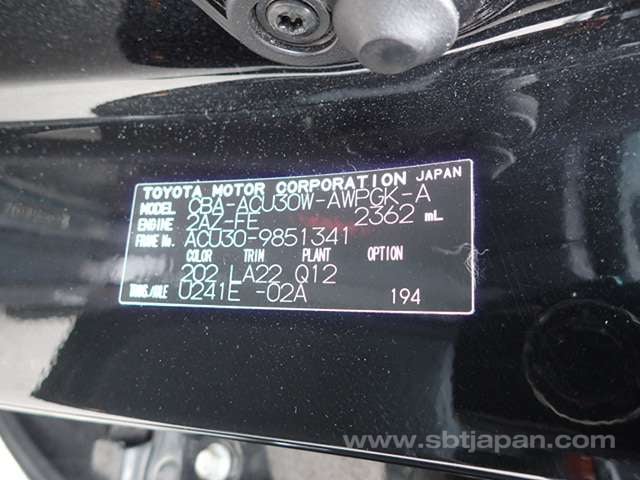 TOYOTA MOTOR CORPORATION JAPAN
MODEL CBA-ACU30W-AWPGK-A
ENGINE 2AZ-FE 2362 mL
FRAME No. ACU30-9851341
COLOR TRIM PLANT OPTION
202 LA22 Q12
TRANS./AXLE U241E -02A 194
www.sbtjapan.com